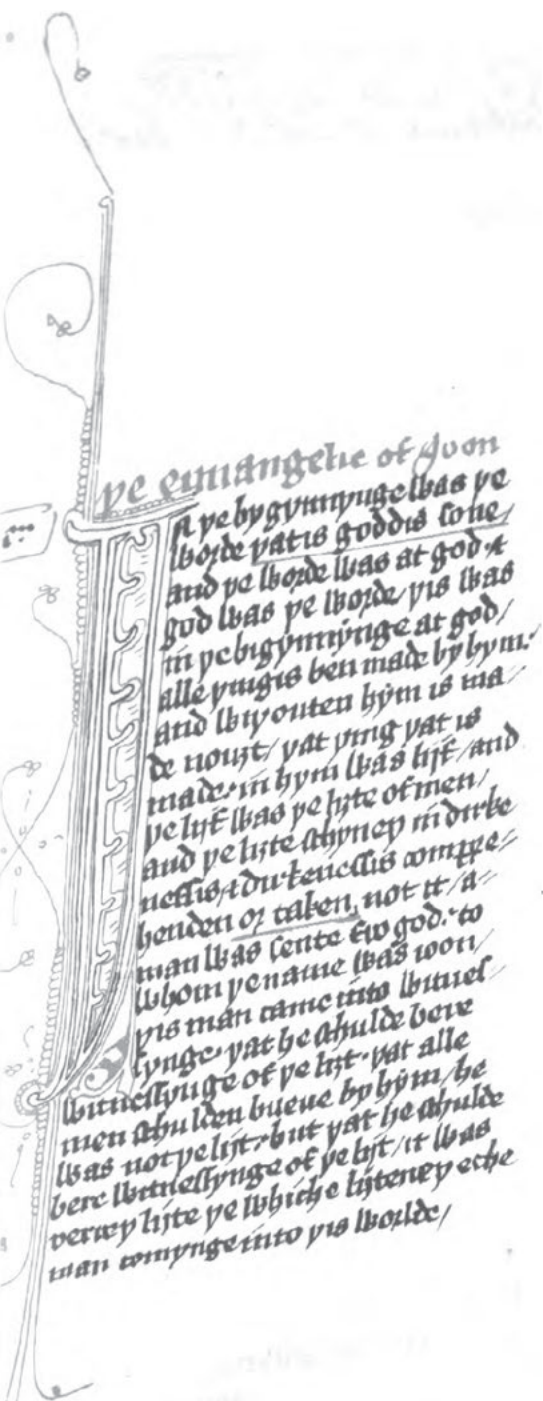 þe euuangelie of Joon
In þe bygynnynge was þe
worde þat is goddis sone/
and þe worde was at god ⁊
god was þe worde/ þis was
in þe bigynnynge at god/
alle þingis ben made by hym:
and wiþouten hym is ma/
de nouȝt/ þat þing þat is
made· in hym was lijf/ and
þe lijf was þe liȝte of men/
and þe liȝte schyneþ in dirke
nessis/ ⁊ dirkenessis compre//
henden or taken not it/ a//
man was sente fro god· to
whom þe name was ioon/
þis man came into witnes//
synge· þat he schulde bere
witnessynge of þe liȝt· þat alle
men schulden bileue by hym/ he
was not þe liȝt· but þat he schulde
bere witnessynge of þe liȝt/ it was
verrey liȝte þe whiche liȝteneþ eche
man comynge into þis worlde/